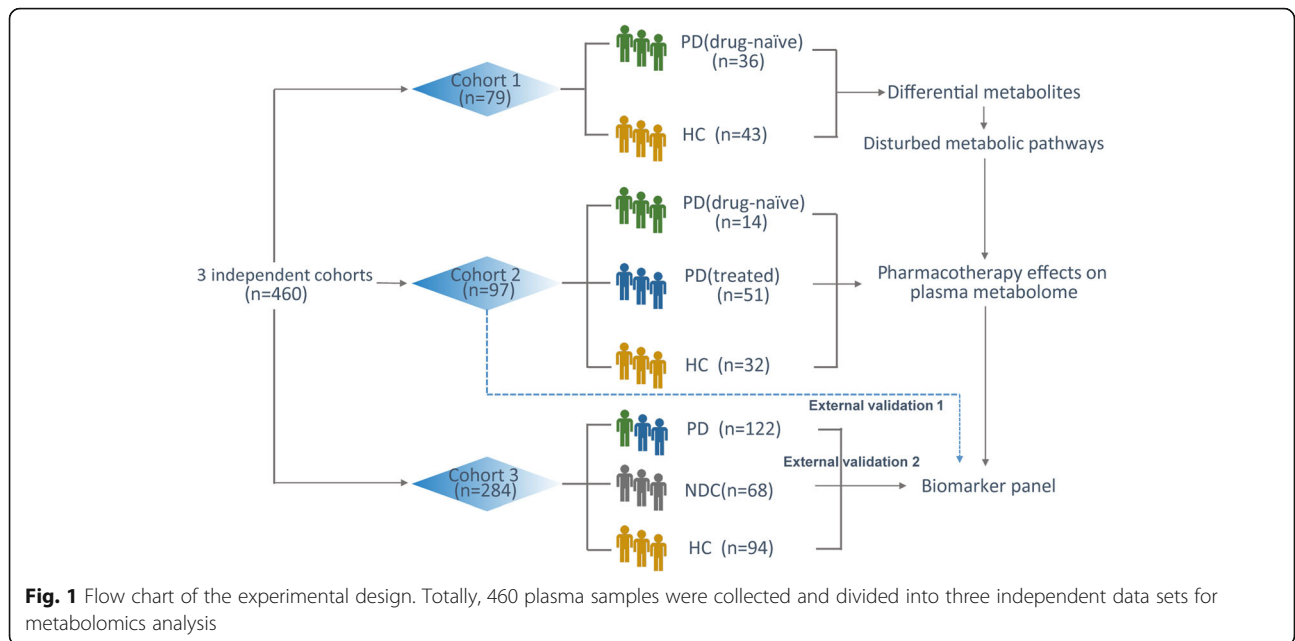 Cohort 1
(n=79)
PD(drug-naïve)
(n=36)
HC (n=43)
Differential metabolites
Disturbed metabolic pathways
3 independent cohorts
(n=460)
Cohort 2
(n=97)
PD(drug-naïve)
(n=14)
PD(treated)
(n=51)
HC (n=32)
Pharmacotherapy effects on
plasma metabolome
External validation 1
Cohort 3
(n=284)
PD (n=122)
NDC(n=68)
HC (n=94)
External validation 2
Biomarker panel
Fig. 1 Flow chart of the experimental design. Totally, 460 plasma samples were collected and divided into three independent data sets for
metabolomics analysis